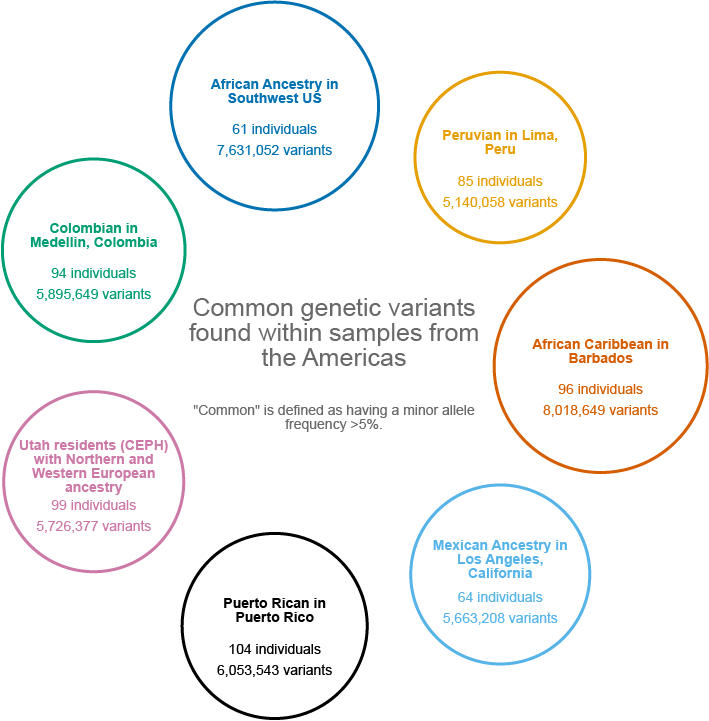 African Ancestry in
Southwest US
61 individuals
7,631,052 variants
Peruvian in Lima,
Peru
85 individuals
5,140,058 variants
Colombian in
Medellin, Colombia
94 individuals
5,895,649 variants
Common genetic variants
found within samples from
the Americas
"Common" is defined as having a minor allele
frequency >5%.
African Caribbean in
Barbados
96 individuals
8,018,649 variants
Utah residents (CEPH)
with Northern and
Western European
ancestry
99 individuals
5,726,377 variants
Mexican Ancestry in
Los Angeles,
California
64 individuals
5,663,208 variants
Puerto Rican in
Puerto Rico
104 individuals
6,053,543 variants